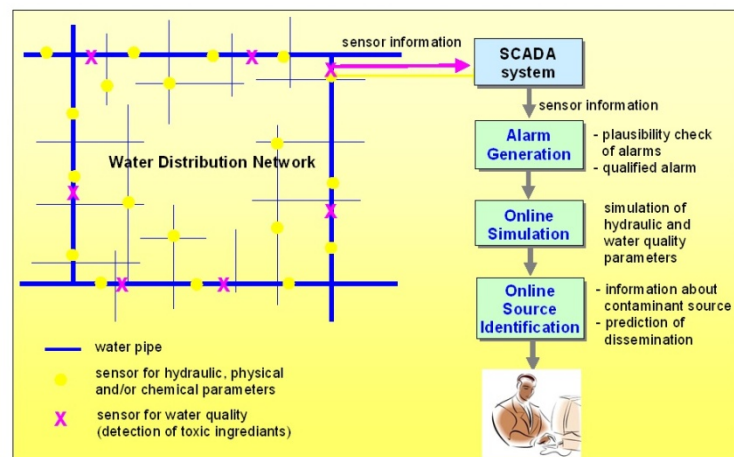 sensor information
SCADA
system
sensor information
Alarm
Generation
- plausibility check
of alarms
- qualified alarm
Water Distribution Network
Online
Simulation
simulation of
hydraulic and
water quality
parameters
Online
Source
Identification
- information about
contaminant source
- prediction of
dissemination
water pipe
sensor for hydraulic, physical
and/or chemical parameters
X sensor for water quality
(detection of toxic ingrediants)